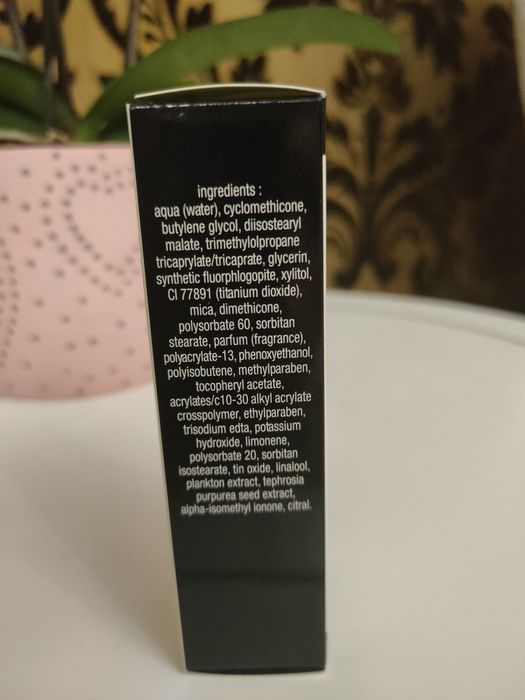 ingredients :
aqua (water), cyclomethicone,
butylene glycol, diisostearyl
malate, trimethylolpropane
tricaprylate/tricaprate, glycerin,
synthetic fluorphlogopite, xylitol,
CI 77891 (titanium dioxide),
mica, dimethicone,
polysorbate 60, sorbitan
stearate, parfum (fragrance),
polyacrylate-13, phenoxyethanol,
polyisobutene, methylparaben,
tocopheryl acetate,
acrylates/c10-30 alkyl acrylate
crosspolymer, ethylparaben,
trisodium edta, potassium
hydroxide, limonene,
polysorbate 20, sorbitan
isostearate, tin oxide, linalool,
plankton extract, tephrosia
purpurea seed extract,
alpha-isomethyl ionone, citral.